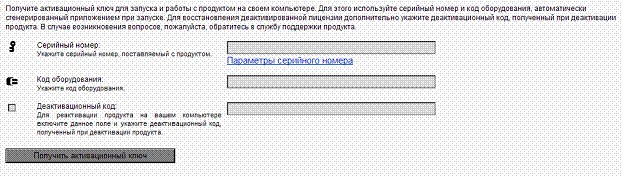 Получите активационный ключ для запуска и работы с продуктом на своем компьютере. Для этого используйте серийный номер и код оборудования, автоматически
сгенерированный приложением при запуске. Для восстановления деактивированной лицензии дополнительно укажите деактивационный код, полученный при деактивации
продукта. В случае возникновения вопросов, пожалуйста, обратитесь в службу поддержки продукта.
Серийный номер:
Укажите серийный номер, поставляемый с продуктом.
Параметры серийного номера
Код оборудования:
Укажите код оборудования.
Деактивационный код:
Для реактивации продукта на вашем компьютере
включите данное поле и укажите деактивационный код,
полученный при деактивации продукта.
Получить активационный ключ